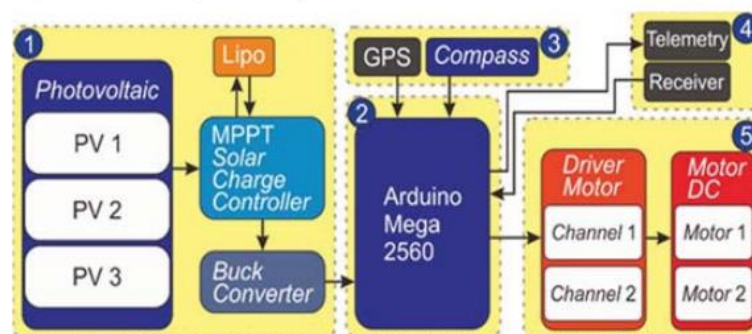 1
Photovoltaic
PV 1
PV 2
PV 3
Lipo
MPPT
Solar
Charge
Controller
Buck
Converter
GPS
Compass
3
2
Arduino
Mega
2560
4
Telemetry
Receiver
5
Driver
Motor
Channel 1
Channel 2
Motor
DC
Motor 1
Motor 2